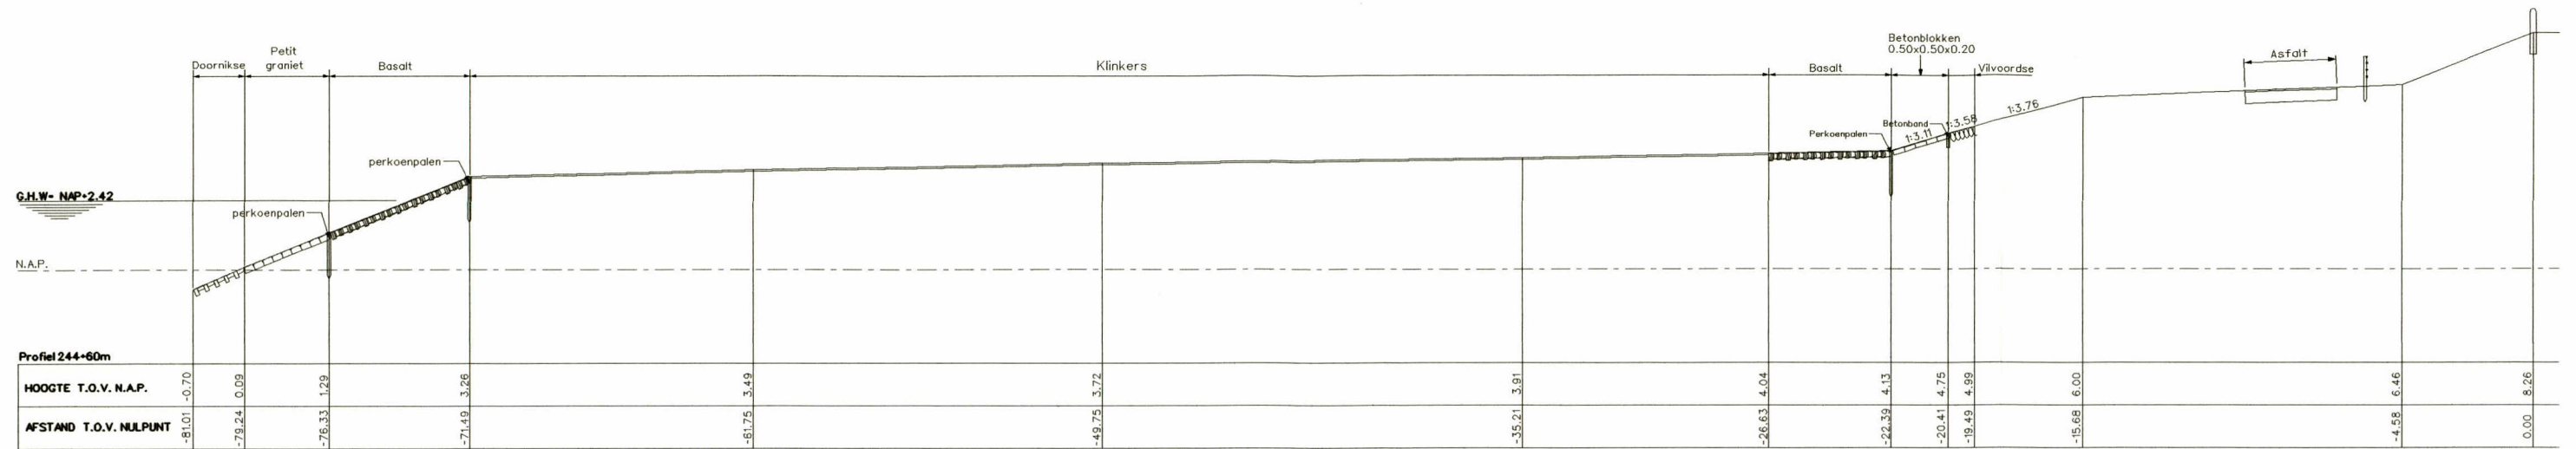 Doornikse
Petit
graniet
Basalt
Klinkers
Basalt
Betonblokken
0.50x0.50x0.20
Vilvoordse
Asfalt
1:3.76
1:3.58
1:3.11
Betonband
Perkoenpalen
perkoenpalen
perkoenpalen
G.H.W= NAP+2.42
N.A.P.
Profiel 244+60m
HOOGTE T.O.V. N.A.P. -0.70 0.09 1.29 3.26 3.49 3.72 3.91 4.04 4.13 4.75 4.99 6.00 6.46 8.26
AFSTAND T.O.V. NULPUNT -81.01 -79.24 -76.33 -71.49 -61.75 -49.75 -35.21 -26.63 -22.39 -20.41 -19.49 -15.68 -4.58 0.00